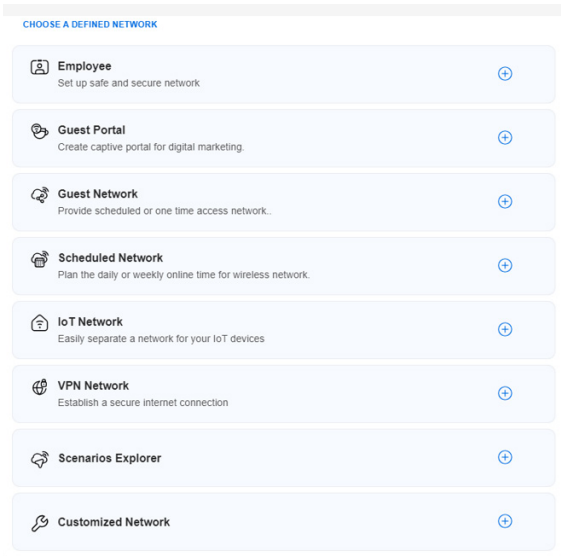 CHOOSE A DEFINED NETWORK
Employee
Set up safe and secure network
Guest Portal
Create captive portal for digital marketing.
Guest Network
Provide scheduled or one time access network..
Scheduled Network
Plan the daily or weekly online time for wireless network.
IoT Network
Easily separate a network for your IoT devices
VPN Network
Establish a secure internet connection
Scenarios Explorer
Customized Network